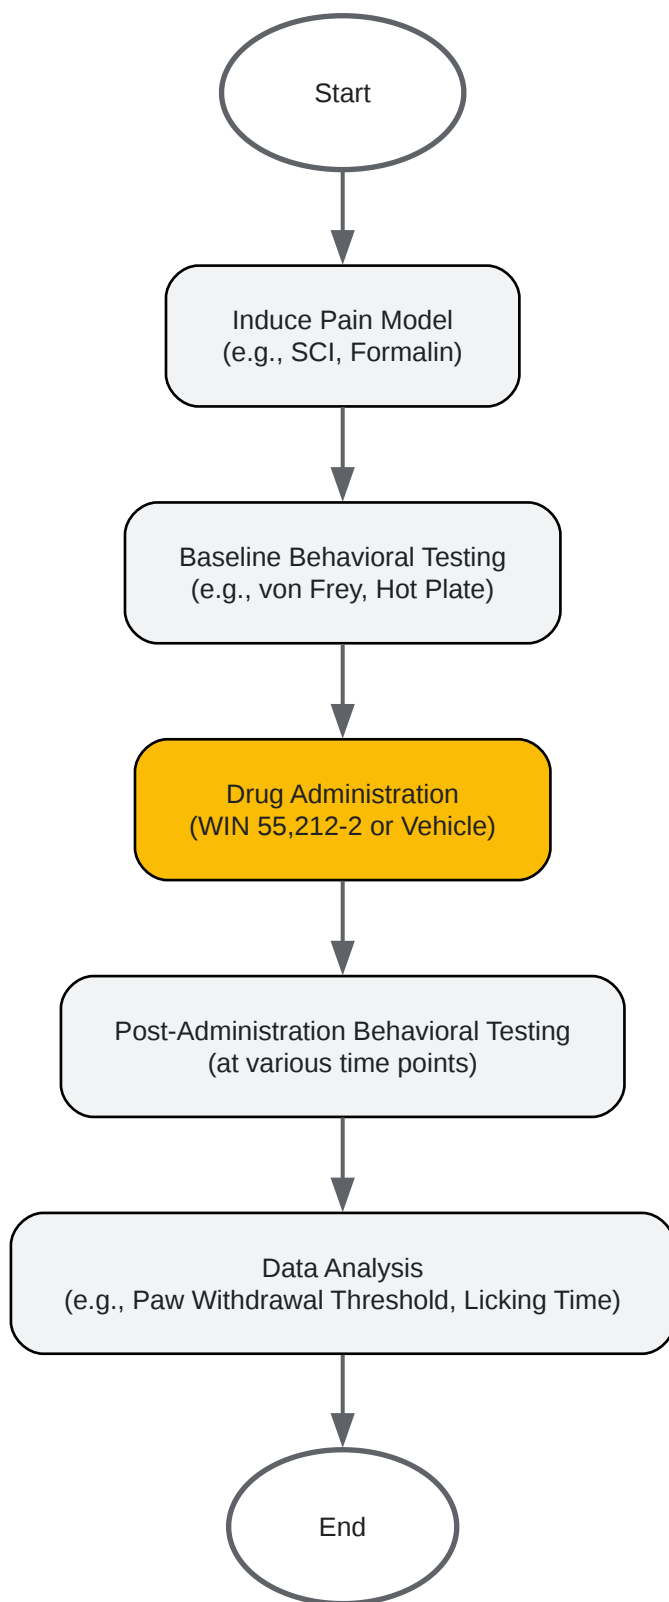 Start
Induce Pain Model
(e.g., SCI, Formalin)
Baseline Behavioral Testing
(e.g., von Frey, Hot Plate)
Drug Administration
(WIN 55,212-2 or Vehicle)
Post-Administration Behavioral Testing
(at various time points)
Data Analysis
(e.g., Paw Withdrawal Threshold, Licking Time)
End